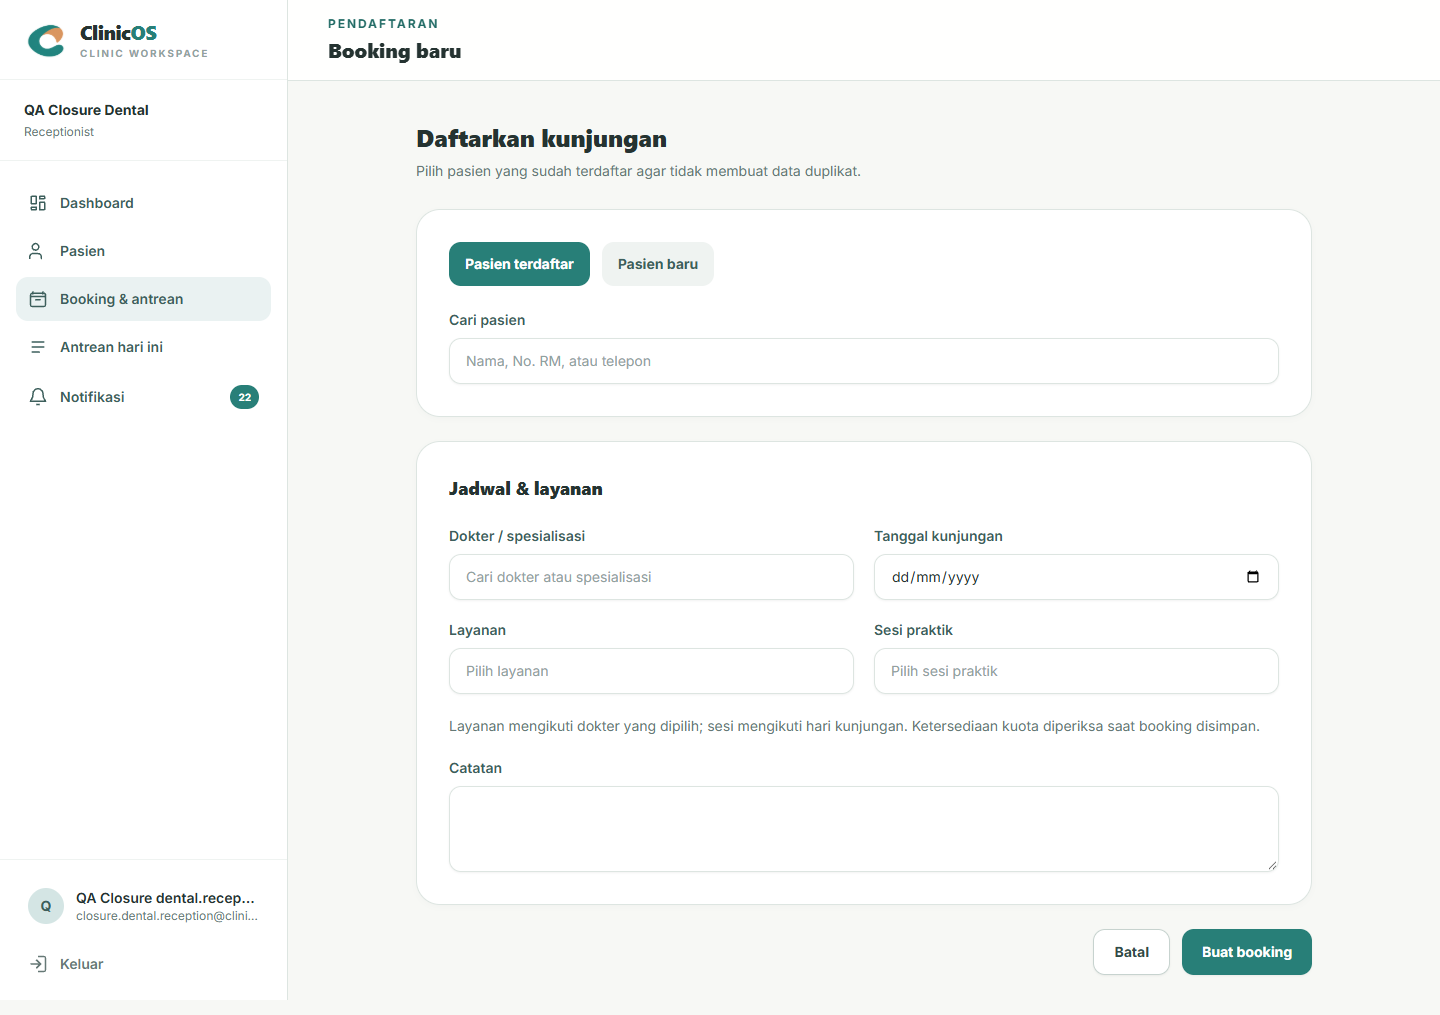 ClinicOS
CLINIC WORKSPACE
QA Closure Dental
Receptionist
Dashboard
Pasien
Booking & antrean
Antrean hari ini
Notifikasi
22
Q
QA Closure dental.recep...
closure.dental.reception@clini...
Keluar
PENDAFTARAN
Booking baru
Daftarkan kunjungan
Pilih pasien yang sudah terdaftar agar tidak membuat data duplikat.
Pasien terdaftar
Pasien baru
Cari pasien
Nama, No. RM, atau telepon
Jadwal & layanan
Dokter / spesialisasi
Tanggal kunjungan
Cari dokter atau spesialisasi
dd/mm/yyyy
Layanan
Sesi praktik
Pilih layanan
Pilih sesi praktik
Layanan mengikuti dokter yang dipilih; sesi mengikuti hari kunjungan. Ketersediaan kuota diperiksa saat booking disimpan.
Catatan
Batal
Buat booking